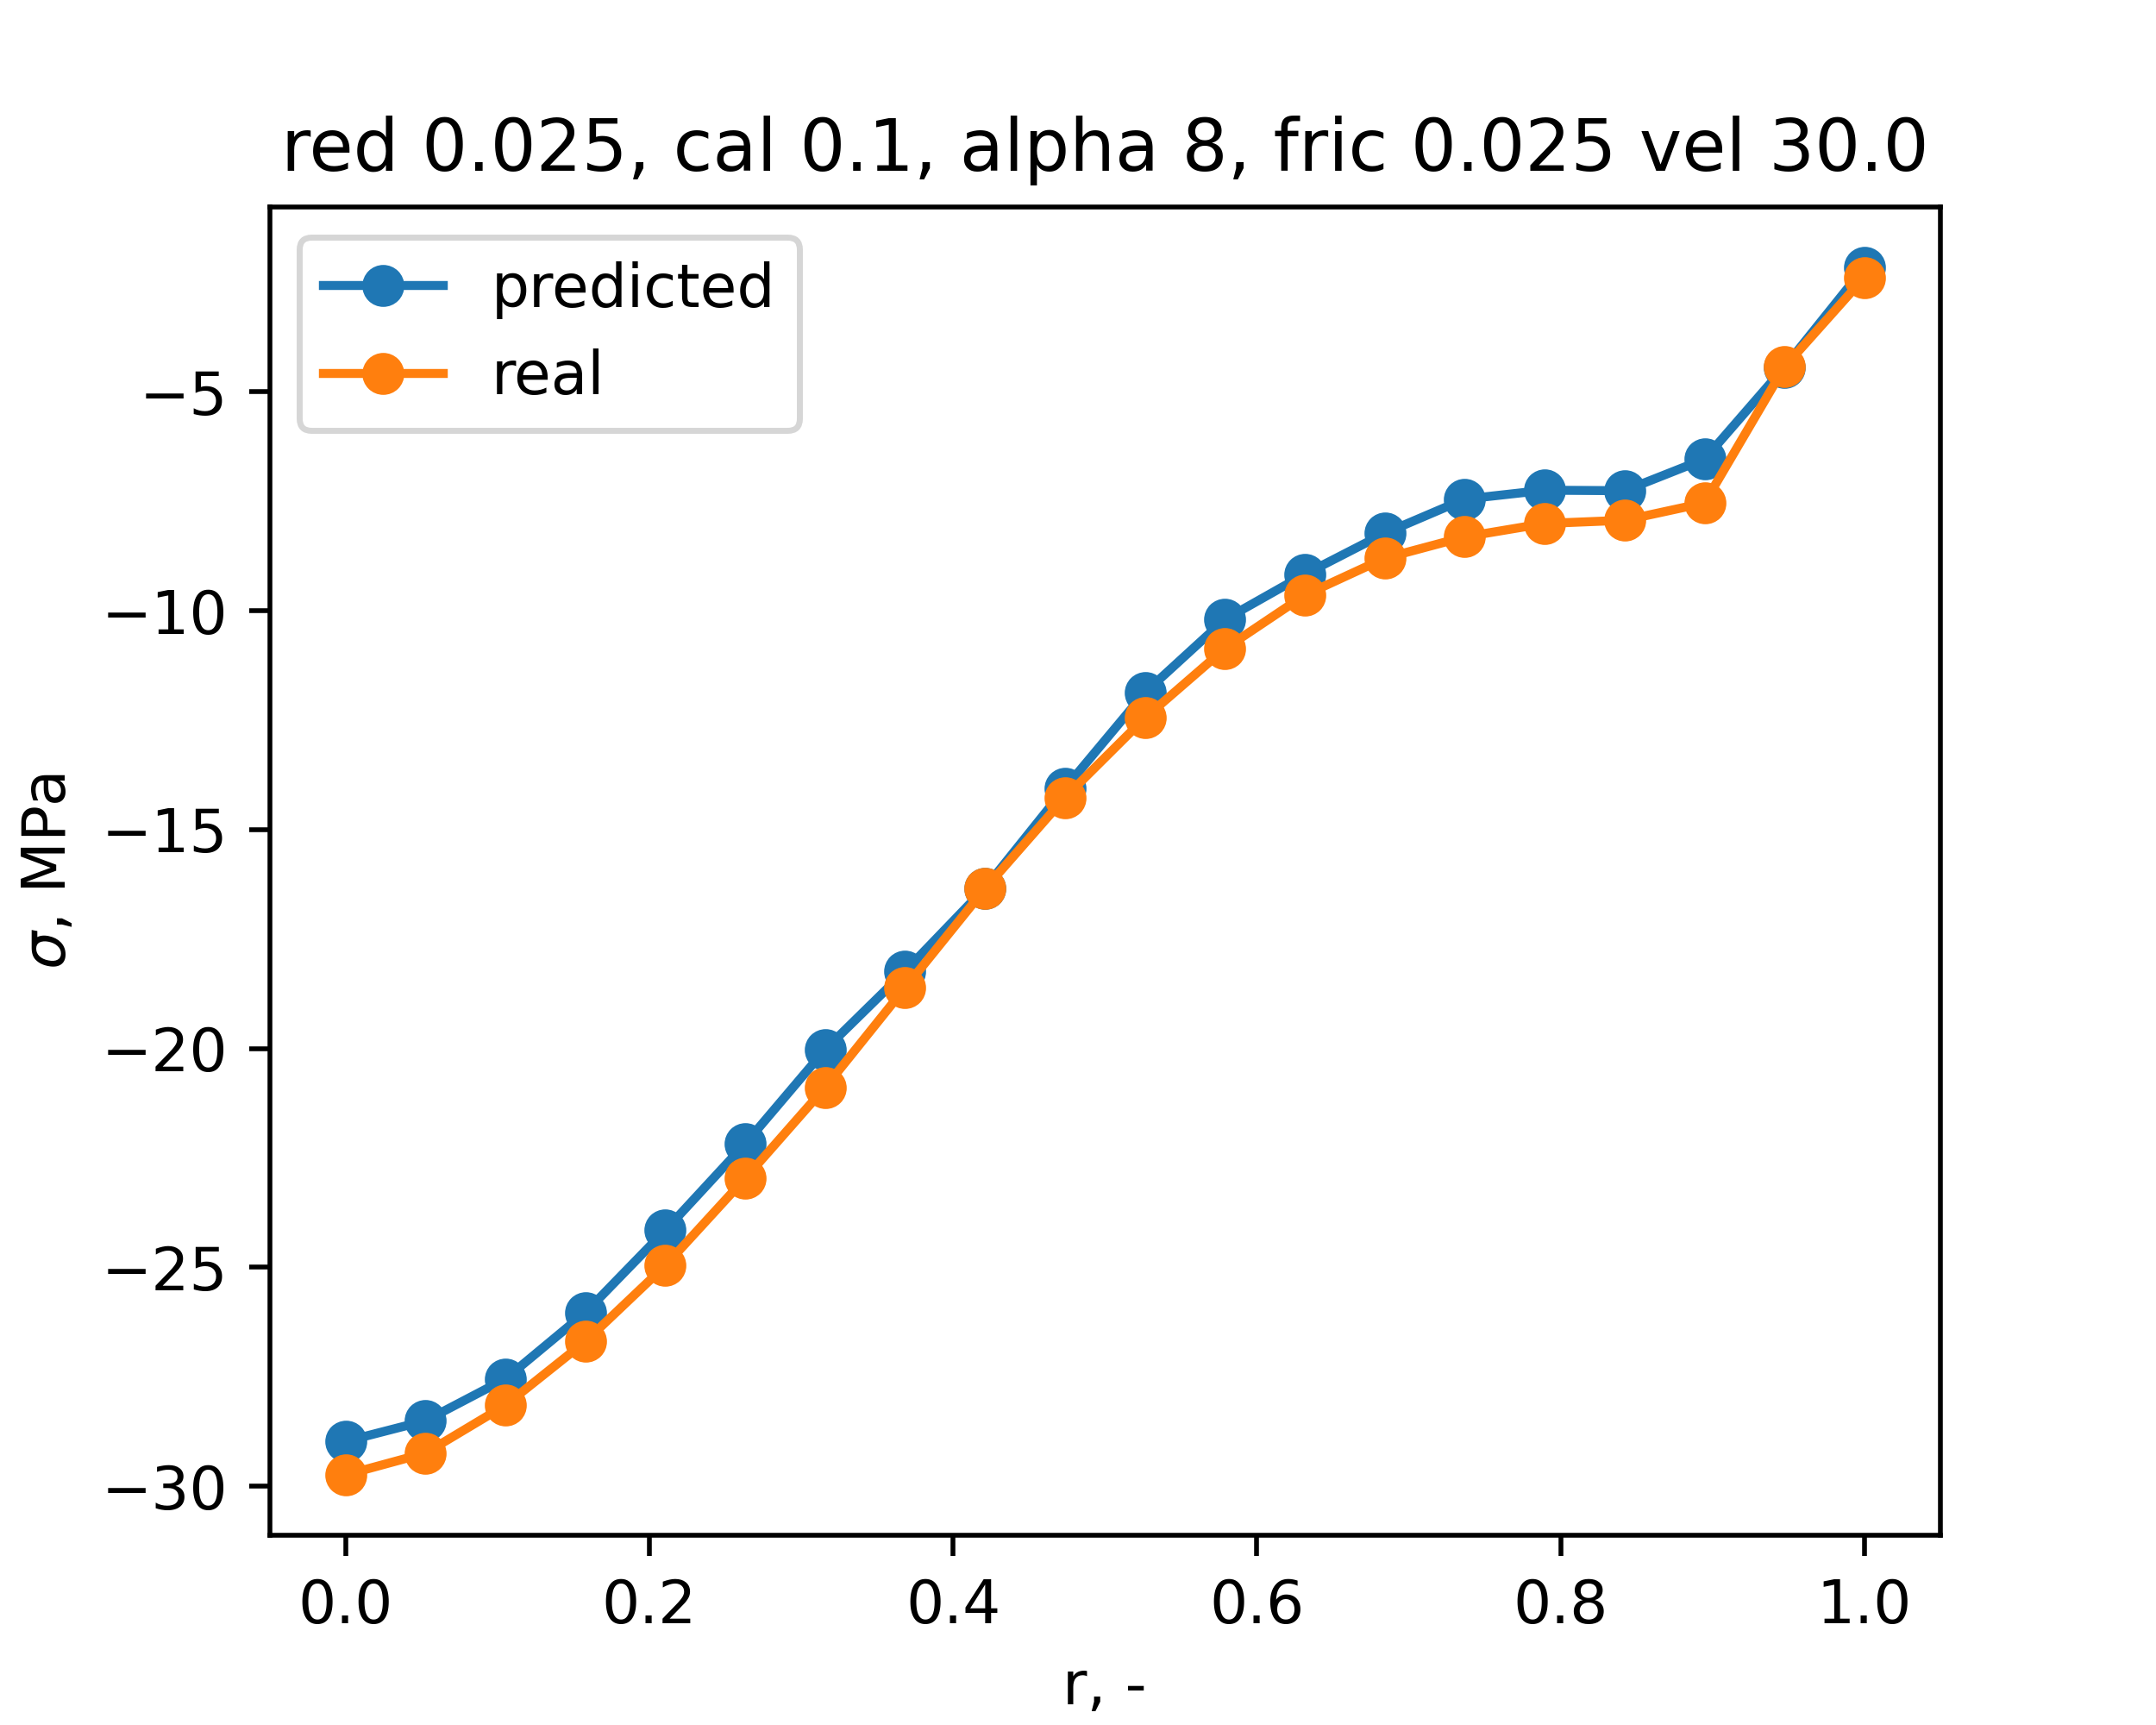 red 0.025, cal 0.1, alpha 8, fric 0.025 vel 30.0
predicted
real
−5
−10
−15
−20
−25
−30
σ, MPa
0.0 0.2 0.4 0.6 0.8 1.0
r, -